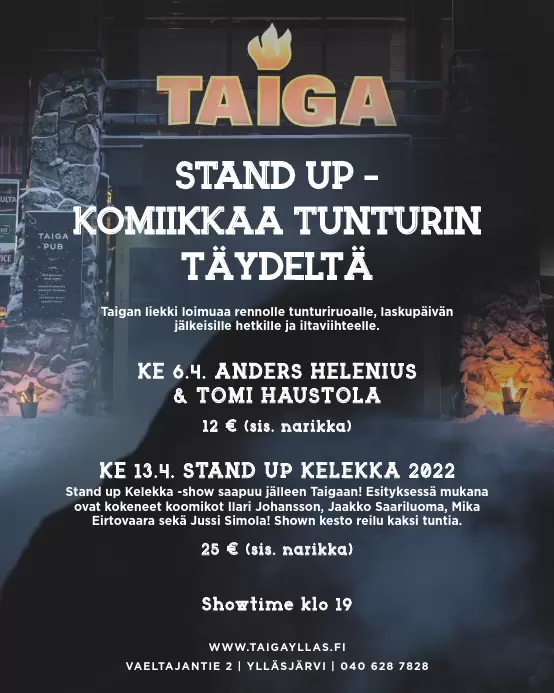 TAIGA
STAND UP -
KOMIIKKAA TUNTURIN
TÄYDELTÄ
TAIGA
PUB
Taigan liekki loimuaa rennolle tunturiruoalle, laskupäivän
jälkeisille hetkille ja iltaviihteelle.
KE 6.4. ANDERS HELENIUS
& TOMI HAUSTOLA
12 € (sis. narikka)
KE 13.4. STAND UP KELEKKA 2022
Stand up Kelekka -show saapuu jälleen Taigaan! Esityksessä mukana
ovat kokeneet koomikot Ilari Johansson, Jaakko Saariluoma, Mika
Eirtovaara sekä Jussi Simola! Shown kesto reilu kaksi tuntia.
25 € (sis. narikka)
Showtime klo 19
WWW.TAIGAYLLAS.FI
VAELTAJANTIE 2 | YLLÄSJÄRVI | 040 628 7828